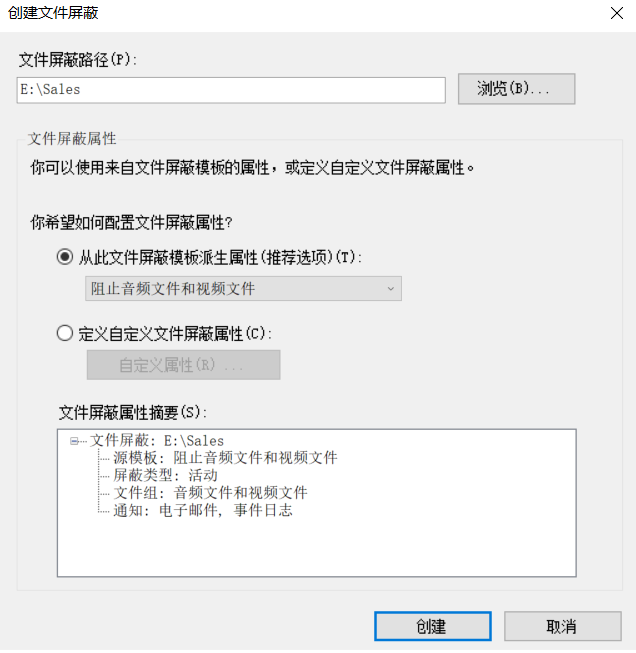 创建文件屏蔽
文件屏蔽路径(P):
E:\Sales
浏览(B)...
文件屏蔽属性
你可以使用来自文件屏蔽模板的属性，或定义自定义文件屏蔽属性。
你希望如何配置文件屏蔽属性?
从此文件屏蔽模板派生属性(推荐选项)(T):
阻止音频文件和视频文件
定义自定义文件屏蔽属性(C):
自定义属性(R) ...
文件屏蔽属性摘要(S):
文件屏蔽: E:\Sales
源模板: 阻止音频文件和视频文件
屏蔽类型: 活动
文件组: 音频文件和视频文件
通知: 电子邮件, 事件日志
创建
取消